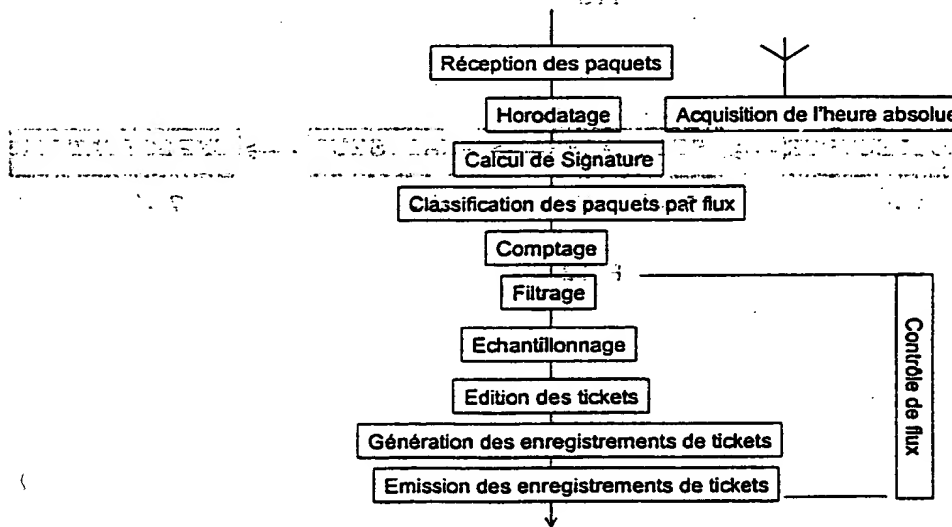 Réception des paquets
Horodatage
Acquisition de l'heure absolue
Calcul de Signature
Classification des paquets par flux
Comptage
Filtrage
Echantillonnage
Edition des tickets
Génération des enregistrements de tickets
Emission des enregistrements de tickets
Contrôle de flux